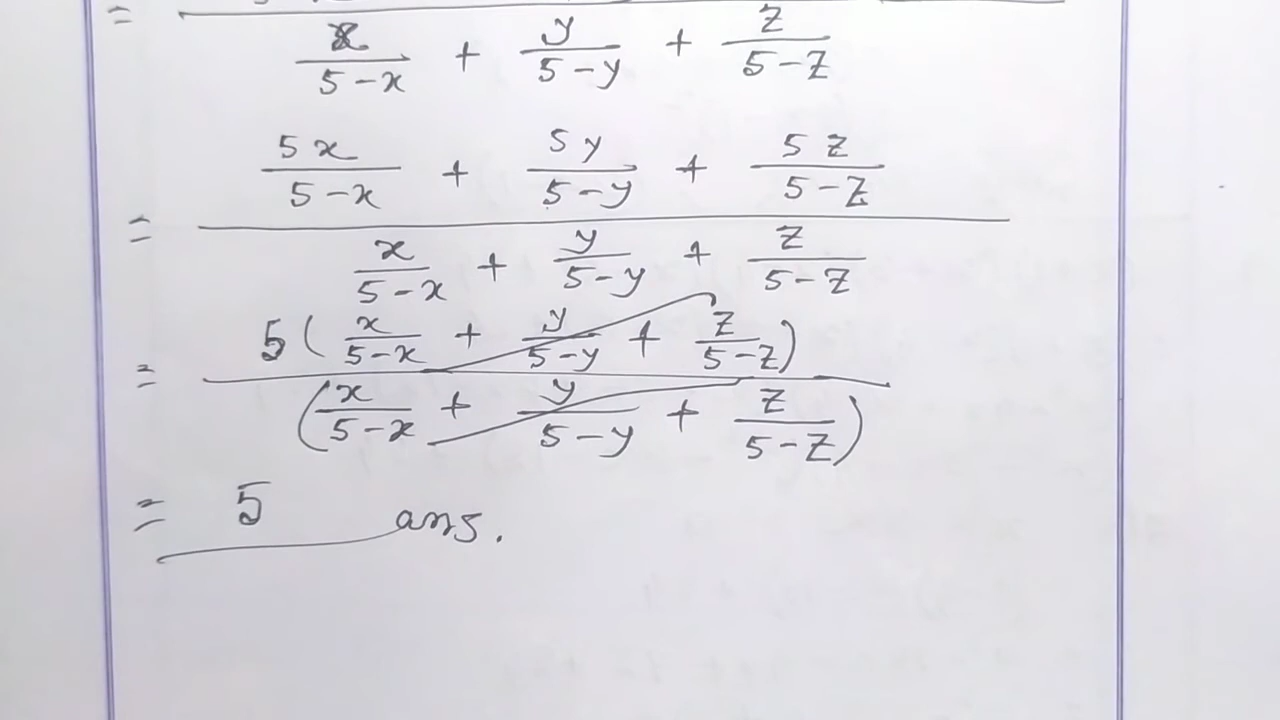 =
x/(5-x) + y/(5-y) + z/(5-z)
= (5x/(5-x) + 5y/(5-y) + 5z/(5-z)) / (x/(5-x) + y/(5-y) + z/(5-z))
= 5(x/(5-x) + y/(5-y) + z/(5-z)) / (x/(5-x) + y/(5-y) + z/(5-z))
= 5 ans.